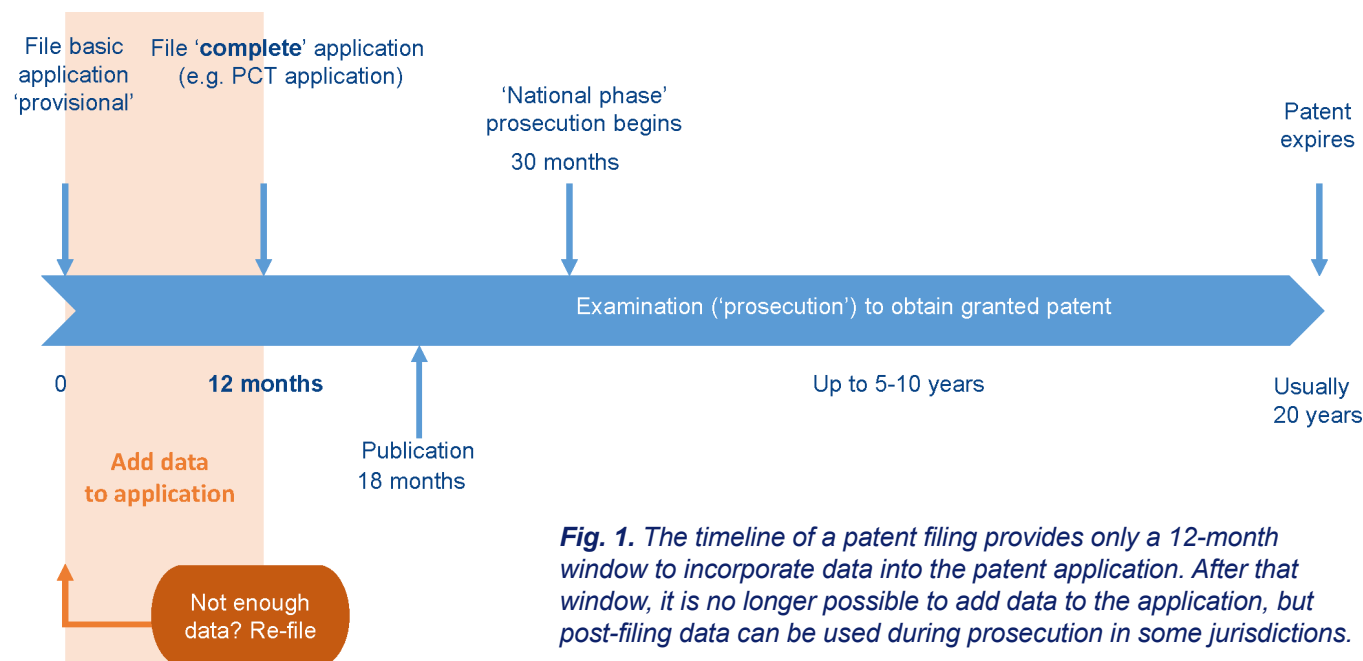 File basic
application
‘provisional’
File ‘complete’ application
(e.g. PCT application)
‘National phase’
prosecution begins
30 months
Patent
expires
Examination (‘prosecution’) to obtain granted patent
0
12 months
Up to 5-10 years
Usually
20 years
Publication
18 months
Add data
to application
Not enough
data? Re-file
Fig. 1. The timeline of a patent filing provides only a 12-month
window to incorporate data into the patent application. After that
window, it is no longer possible to add data to the application, but
post-filing data can be used during prosecution in some jurisdictions.